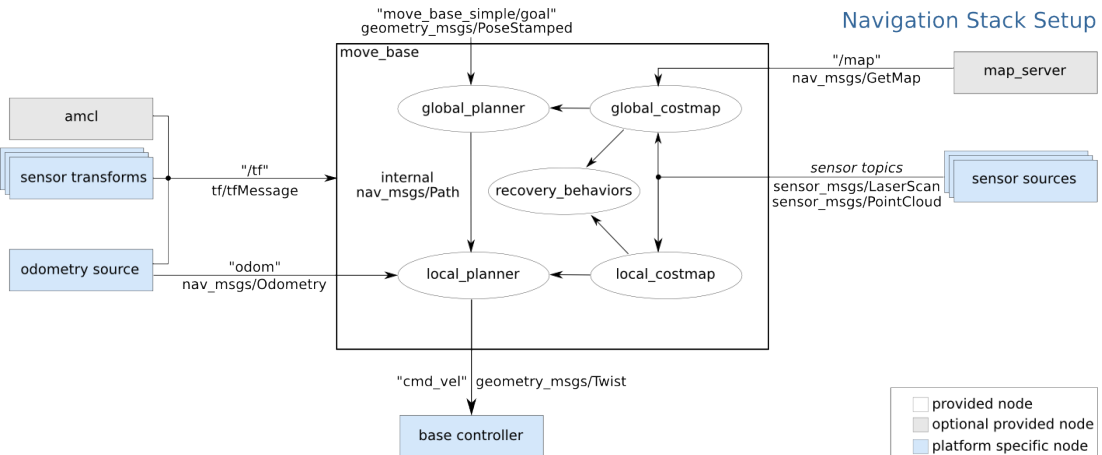 Navigation Stack Setup
"move_base_simple/goal"
geometry_msgs/PoseStamped
move_base
"/map"
nav_msgs/GetMap
map_server
global_planner
global_costmap
amcl
sensor transforms
"/tf"
tf/tfMessage
internal
nav_msgs/Path
recovery_behaviors
sensor topics
sensor_msgs/LaserScan
sensor_msgs/PointCloud
sensor sources
odometry source
"odom"
nav_msgs/Odometry
local_planner
local_costmap
"cmd_vel" geometry_msgs/Twist
base controller
provided node
optional provided node
platform specific node